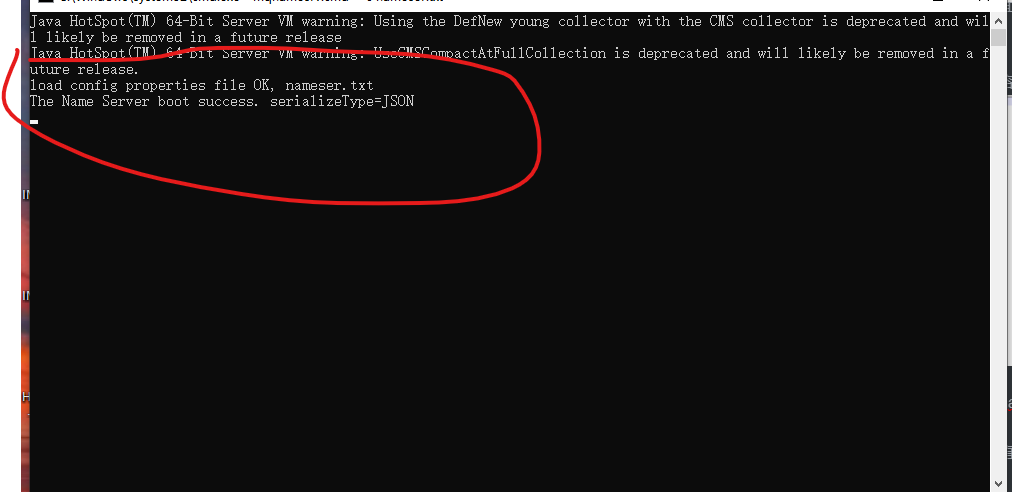 Java HotSpot(TM) 64-Bit Server VM warning: Using the DefNew young collector with the CMS collector is deprecated and wil
l likely be removed in a future release
Java HotSpot(TM) 64-Bit Server VM warning: UseCMSCompactAtFullCollection is deprecated and will likely be removed in a f
uture release.
load config properties file OK, nameser.txt
The Name Server boot success. serializeType=JSON